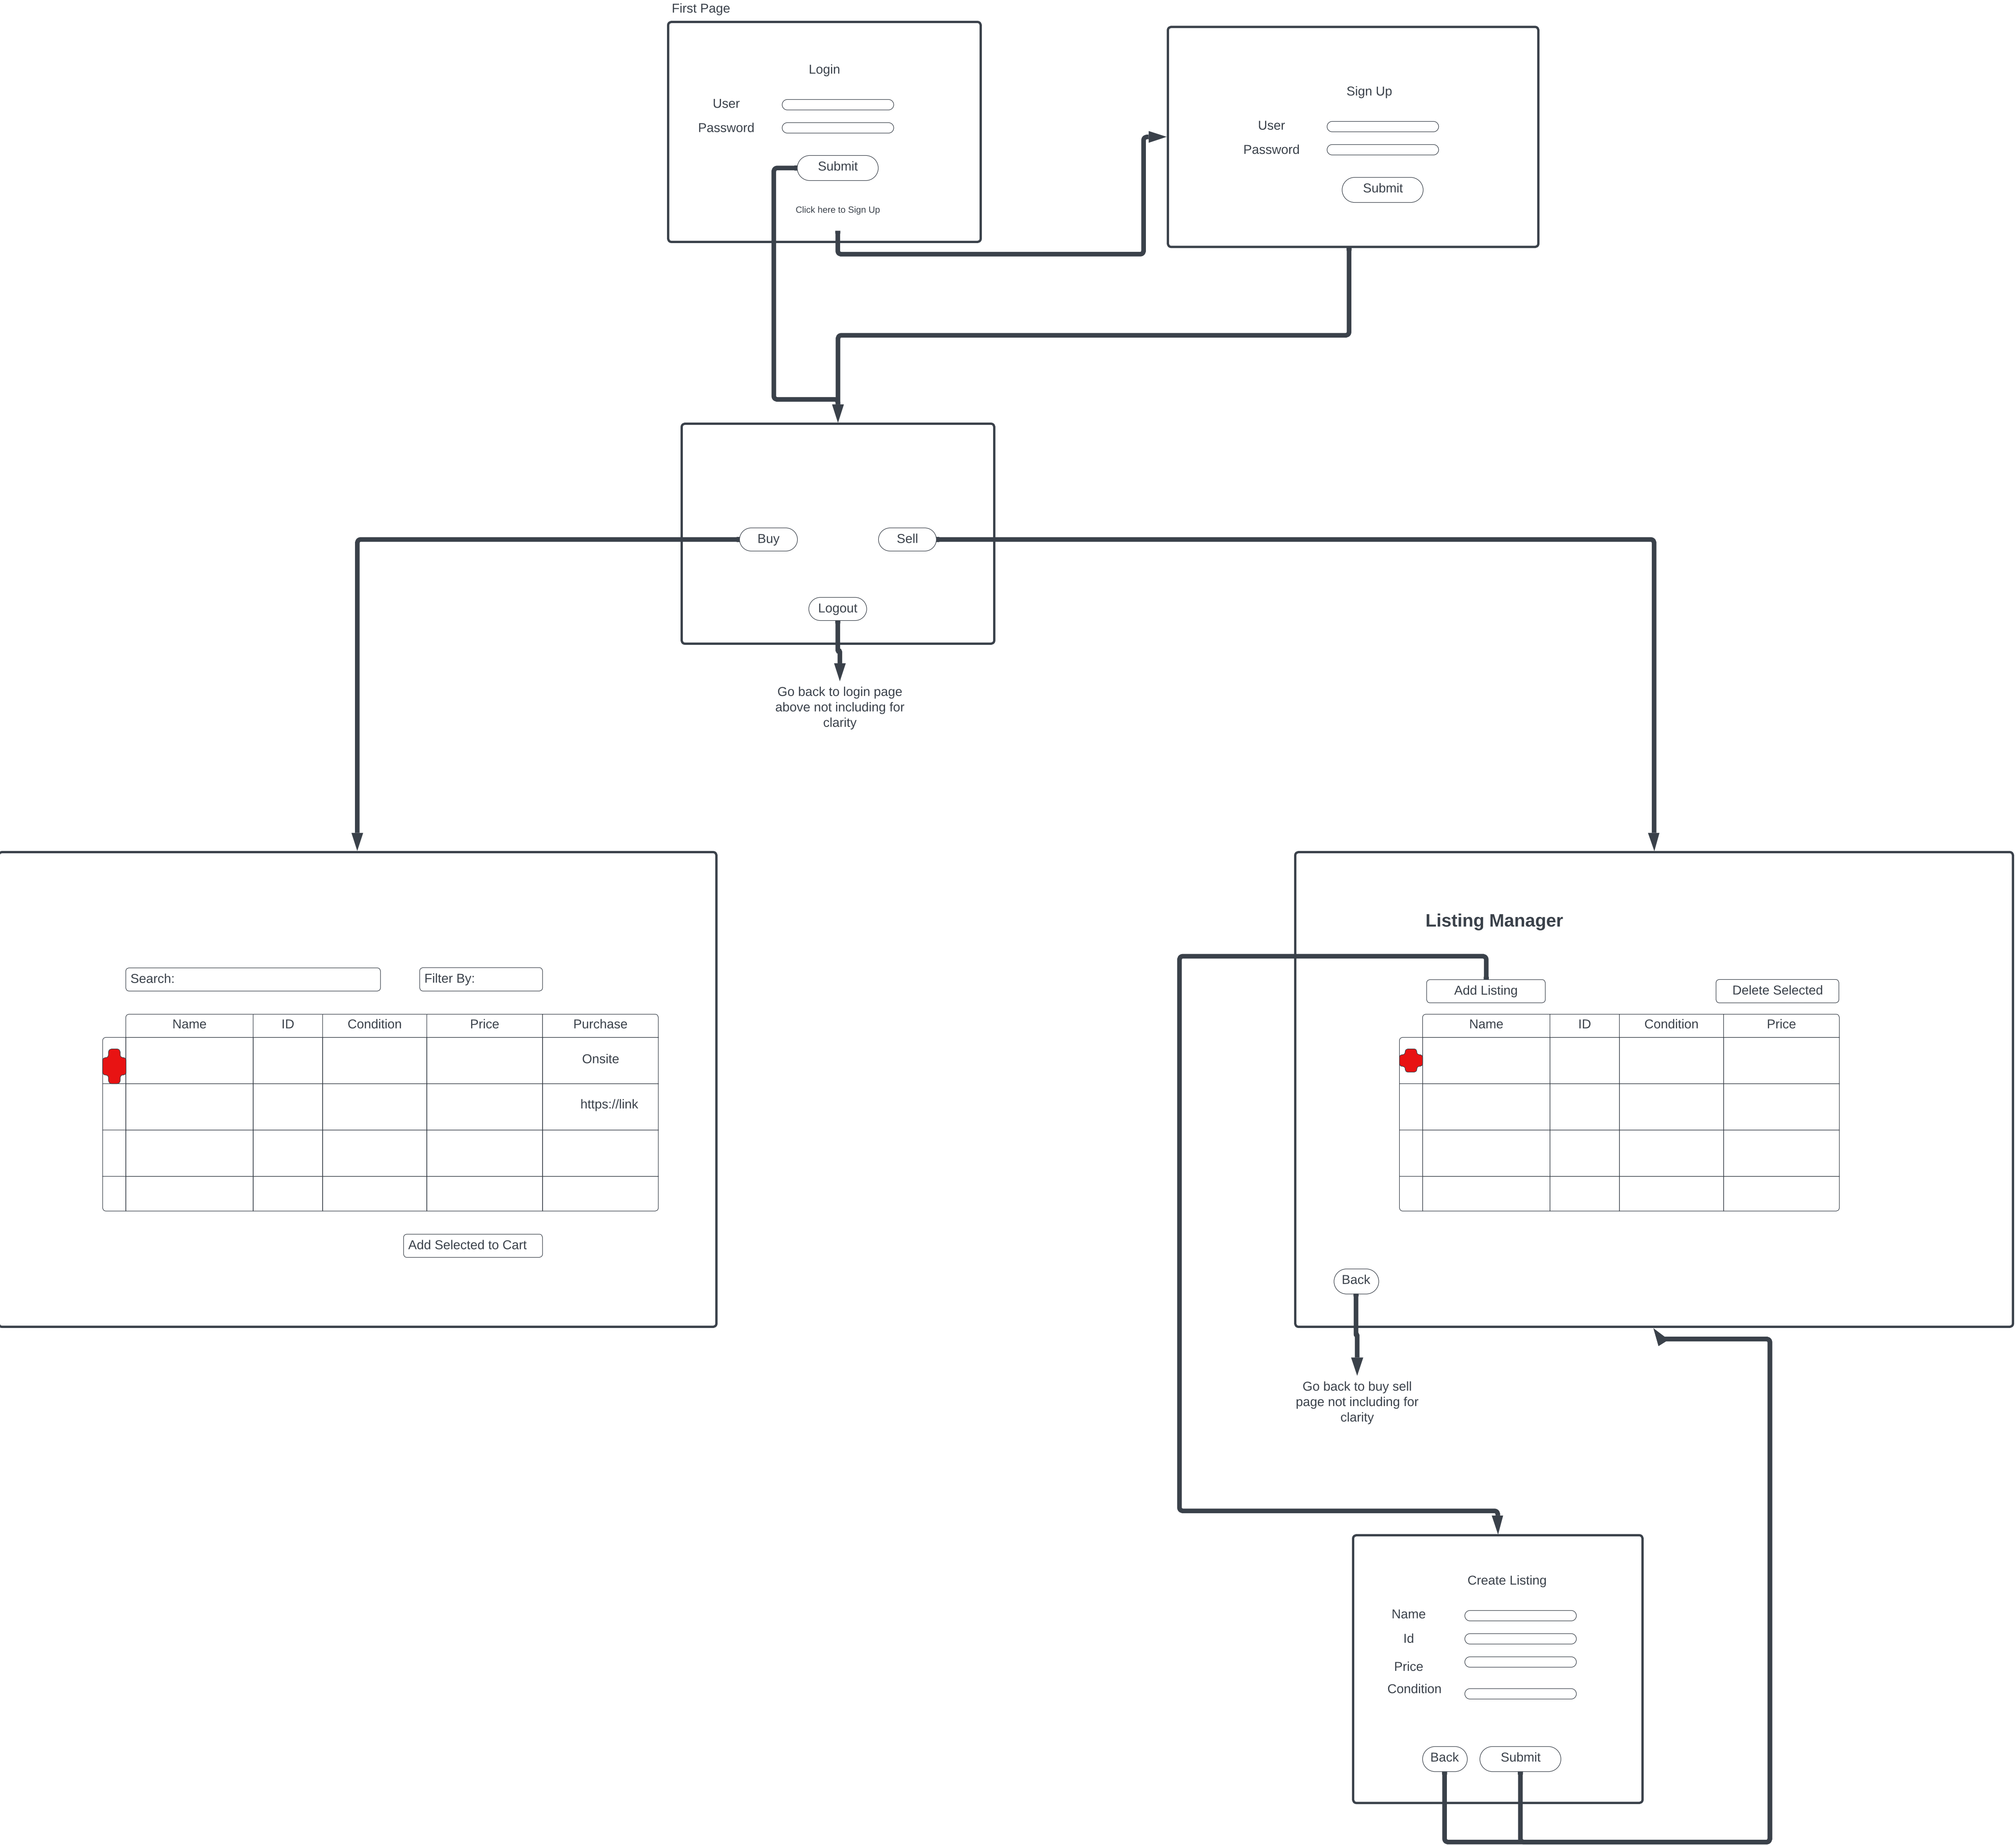 First Page
Login
User
Password
Submit
Click here to Sign Up
Sign Up
User
Password
Submit
Buy
Sell
Logout
Go back to login page
above not including for
clarity
Search:
Filter By:
Name
ID
Condition
Price
Purchase
Onsite
https://link
Add Selected to Cart
Listing Manager
Add Listing
Delete Selected
Name
ID
Condition
Price
Back
Go back to buy sell
page not including for
clarity
Create Listing
Name
Id
Price
Condition
Back
Submit